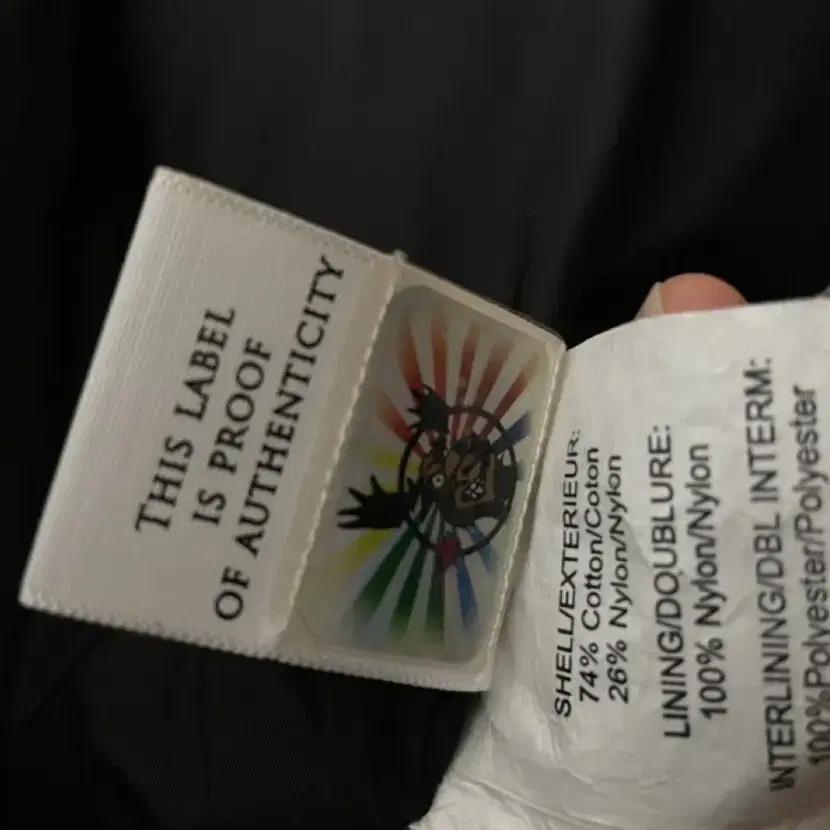 THIS LABEL
IS PROOF
OF AUTHENTICITY
SHELL/EXTERIEUR:
74% Cotton/Coton
26% Nylon/Nylon
LINING/DOUBLURE:
100% Nylon/Nylon
INTERLINING/DBL INTERM:
100%Polyester/Polyester